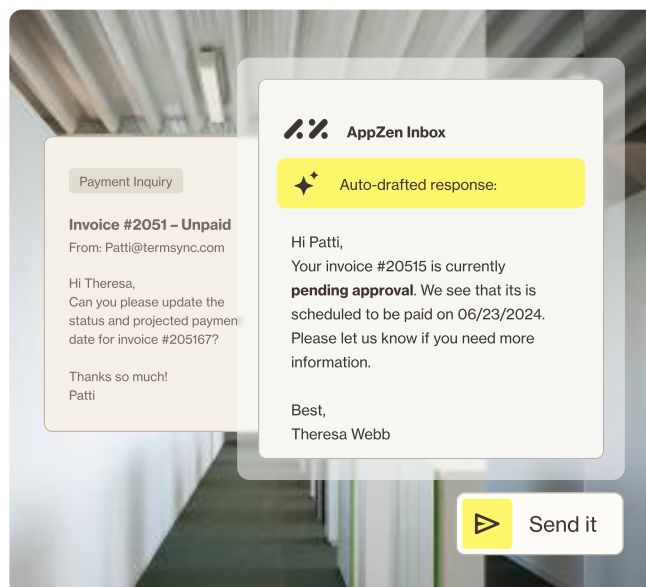 Payment Inquiry
Invoice #2051 – Unpaid
From: Patti@termsync.com
Hi Theresa,
Can you please update the
status and projected paymen
date for invoice #205167?
Thanks so much!
Patti
AppZen Inbox
Auto-drafted response:
Hi Patti,
Your invoice #20515 is currently
pending approval. We see that its is
scheduled to be paid on 06/23/2024.
Please let us know if you need more
information.
Best,
Theresa Webb
Send it